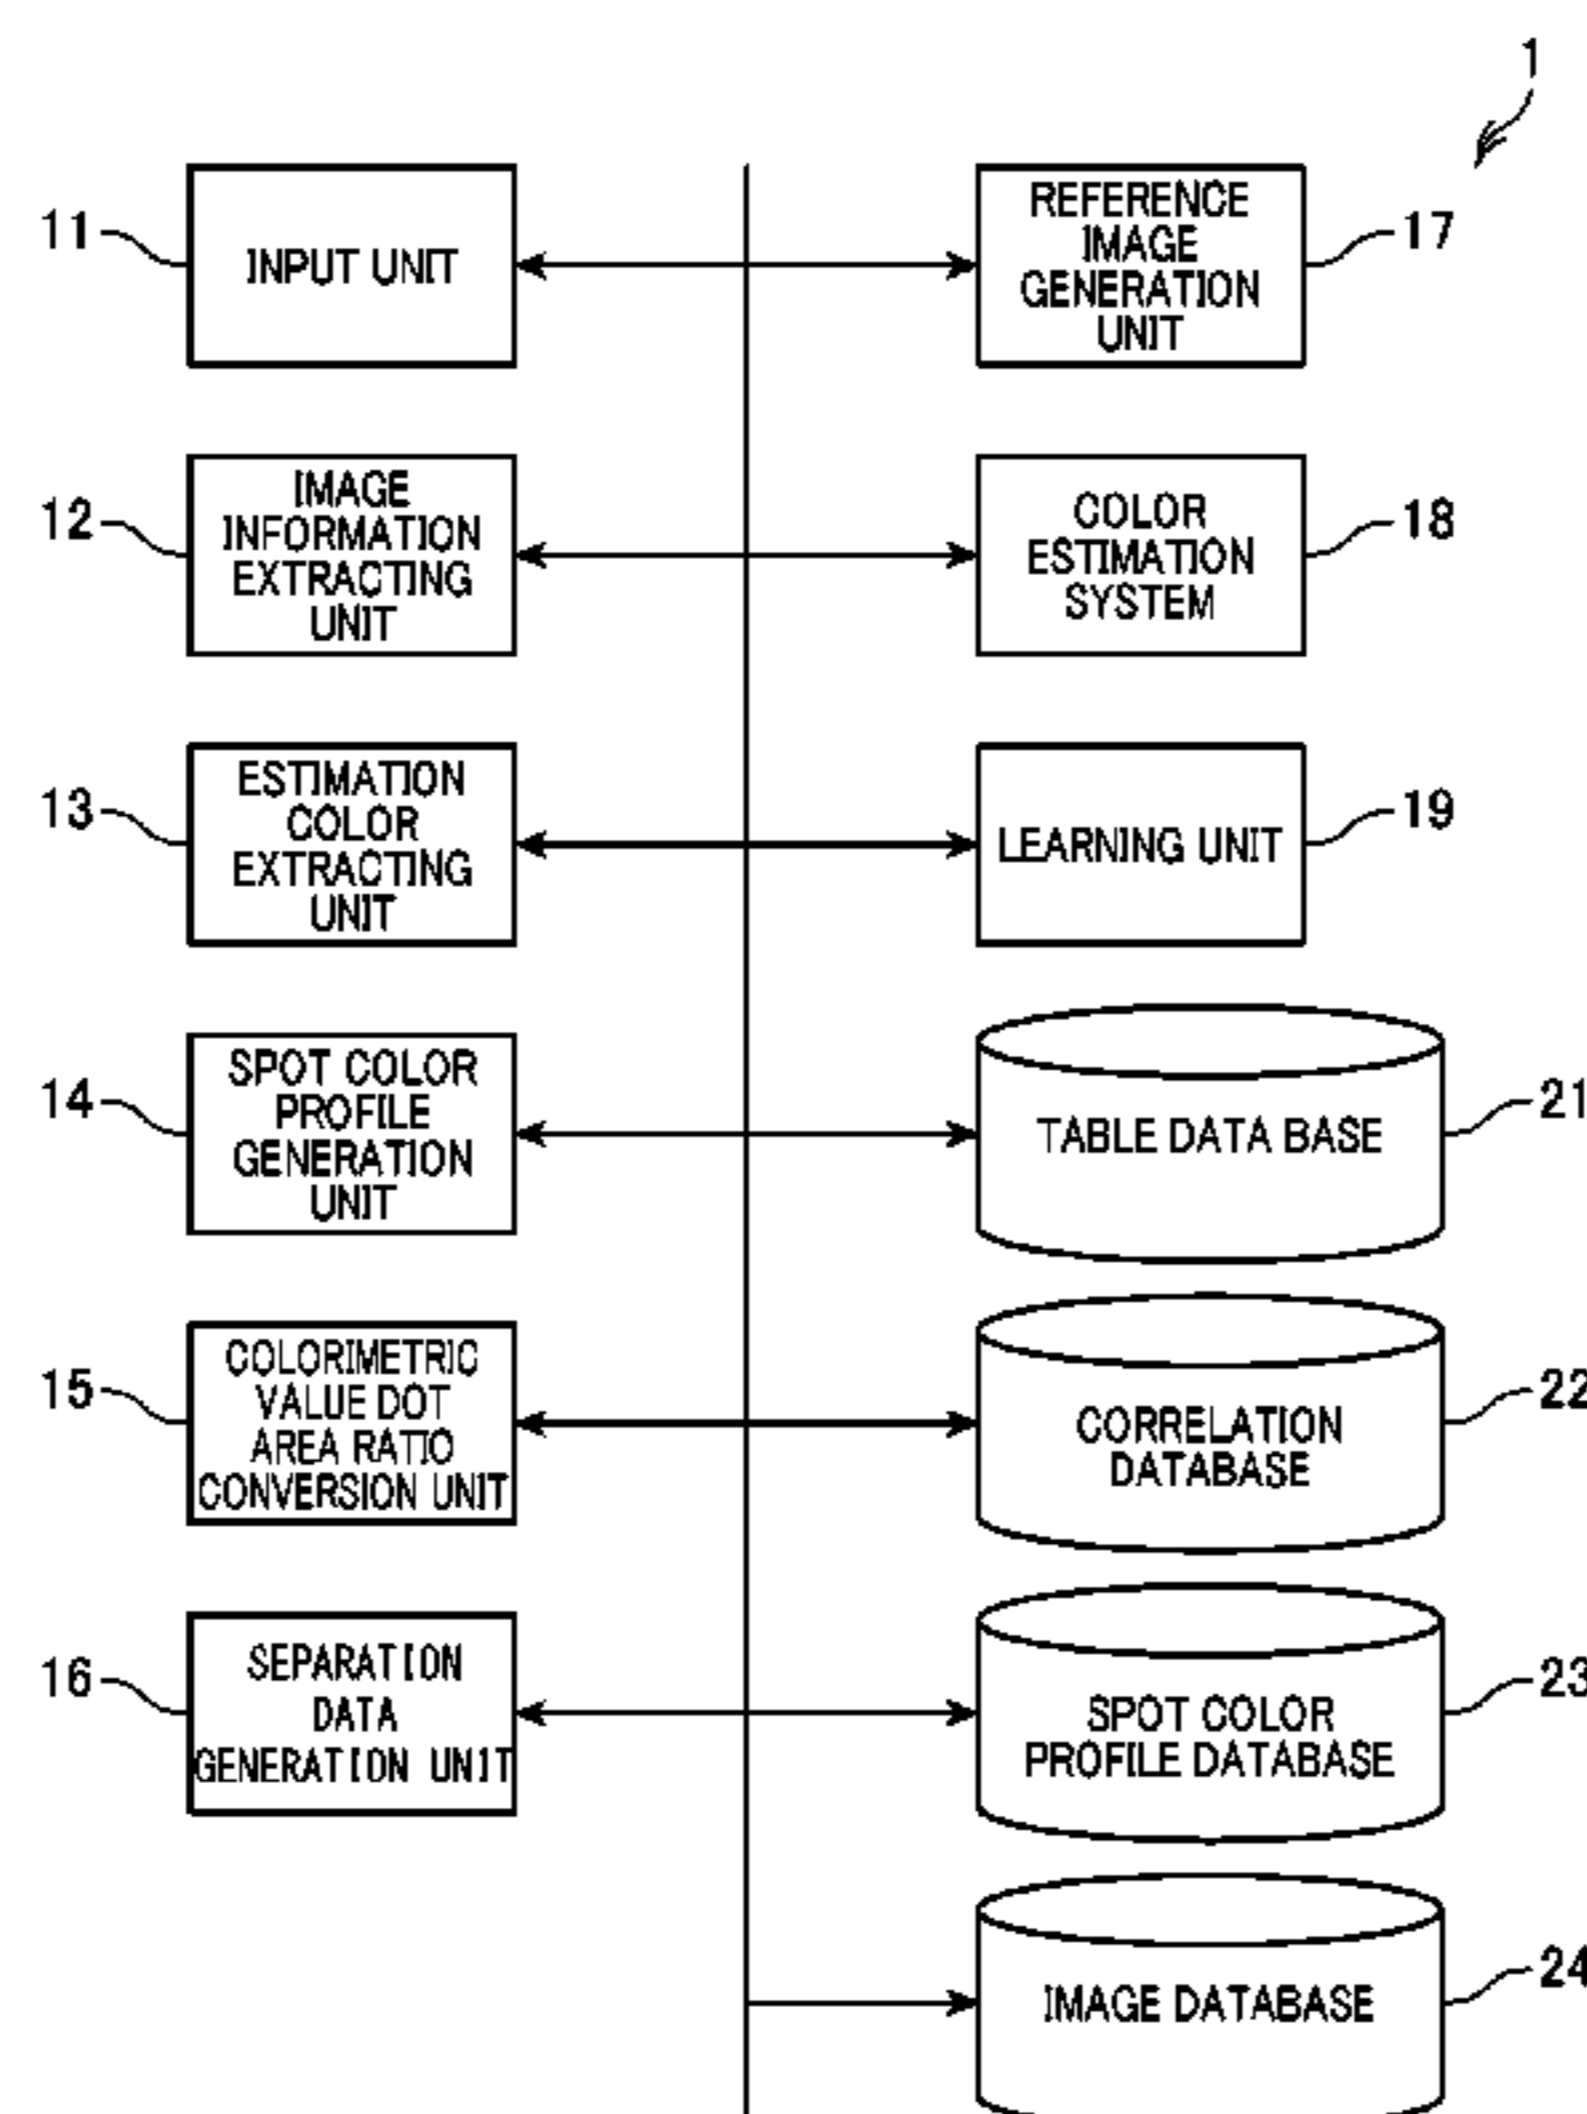 1
11
INPUT UNIT
REFERENCE
IMAGE
GENERATION
UNIT
17
12
IMAGE
INFORMATION
EXTRACTING
UNIT
COLOR
ESTIMATION
SYSTEM
18
13
ESTIMATION
COLOR
EXTRACTING
UNIT
LEARNING UNIT
19
14
SPOT COLOR
PROFILE
GENERATION
UNIT
TABLE DATA BASE
21
15
COLORIMETRIC
VALUE DOT
AREA RATIO
CONVERSION UNIT
CORRELATION
DATABASE
22
16
SEPARATION
DATA
GENERATION UNIT
SPOT COLOR
PROFILE DATABASE
23
IMAGE DATABASE
24